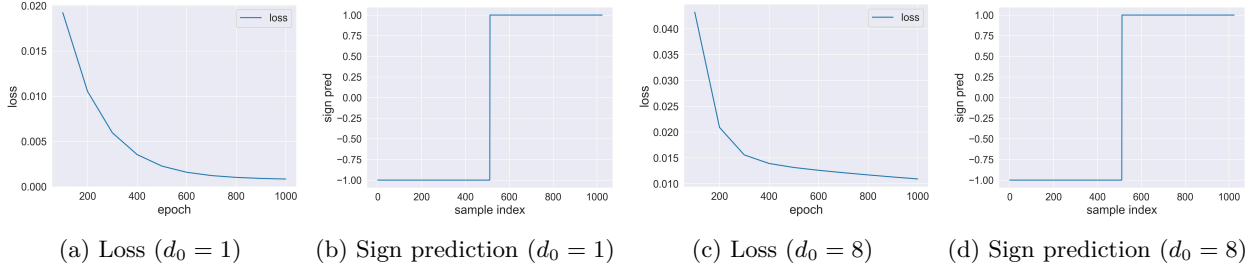 0.020
0.015
0.010
0.005
0.000
loss
200 400 600 800 1000
epoch
loss
(a) Loss (d₀ = 1)
1.00
0.75
0.50
0.25
0.00
−0.25
−0.50
−0.75
−1.00
sign pred
0 200 400 600 800 1000
sample index
(b) Sign prediction (d₀ = 1)
0.040
0.035
0.030
0.025
0.020
0.015
0.010
loss
200 400 600 800 1000
epoch
loss
(c) Loss (d₀ = 8)
1.00
0.75
0.50
0.25
0.00
−0.25
−0.50
−0.75
−1.00
sign pred
0 200 400 600 800 1000
sample index
(d) Sign prediction (d₀ = 8)